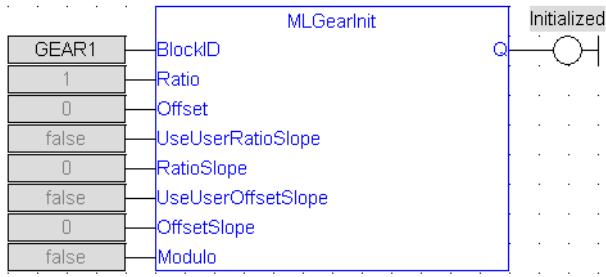 MLGearInit
Initialized
GEAR1 BlockID Q
1 Ratio
0 Offset
false UseUserRatioSlope
0 RatioSlope
false UseUserOffsetSlope
0 OffsetSlope
false Modulo